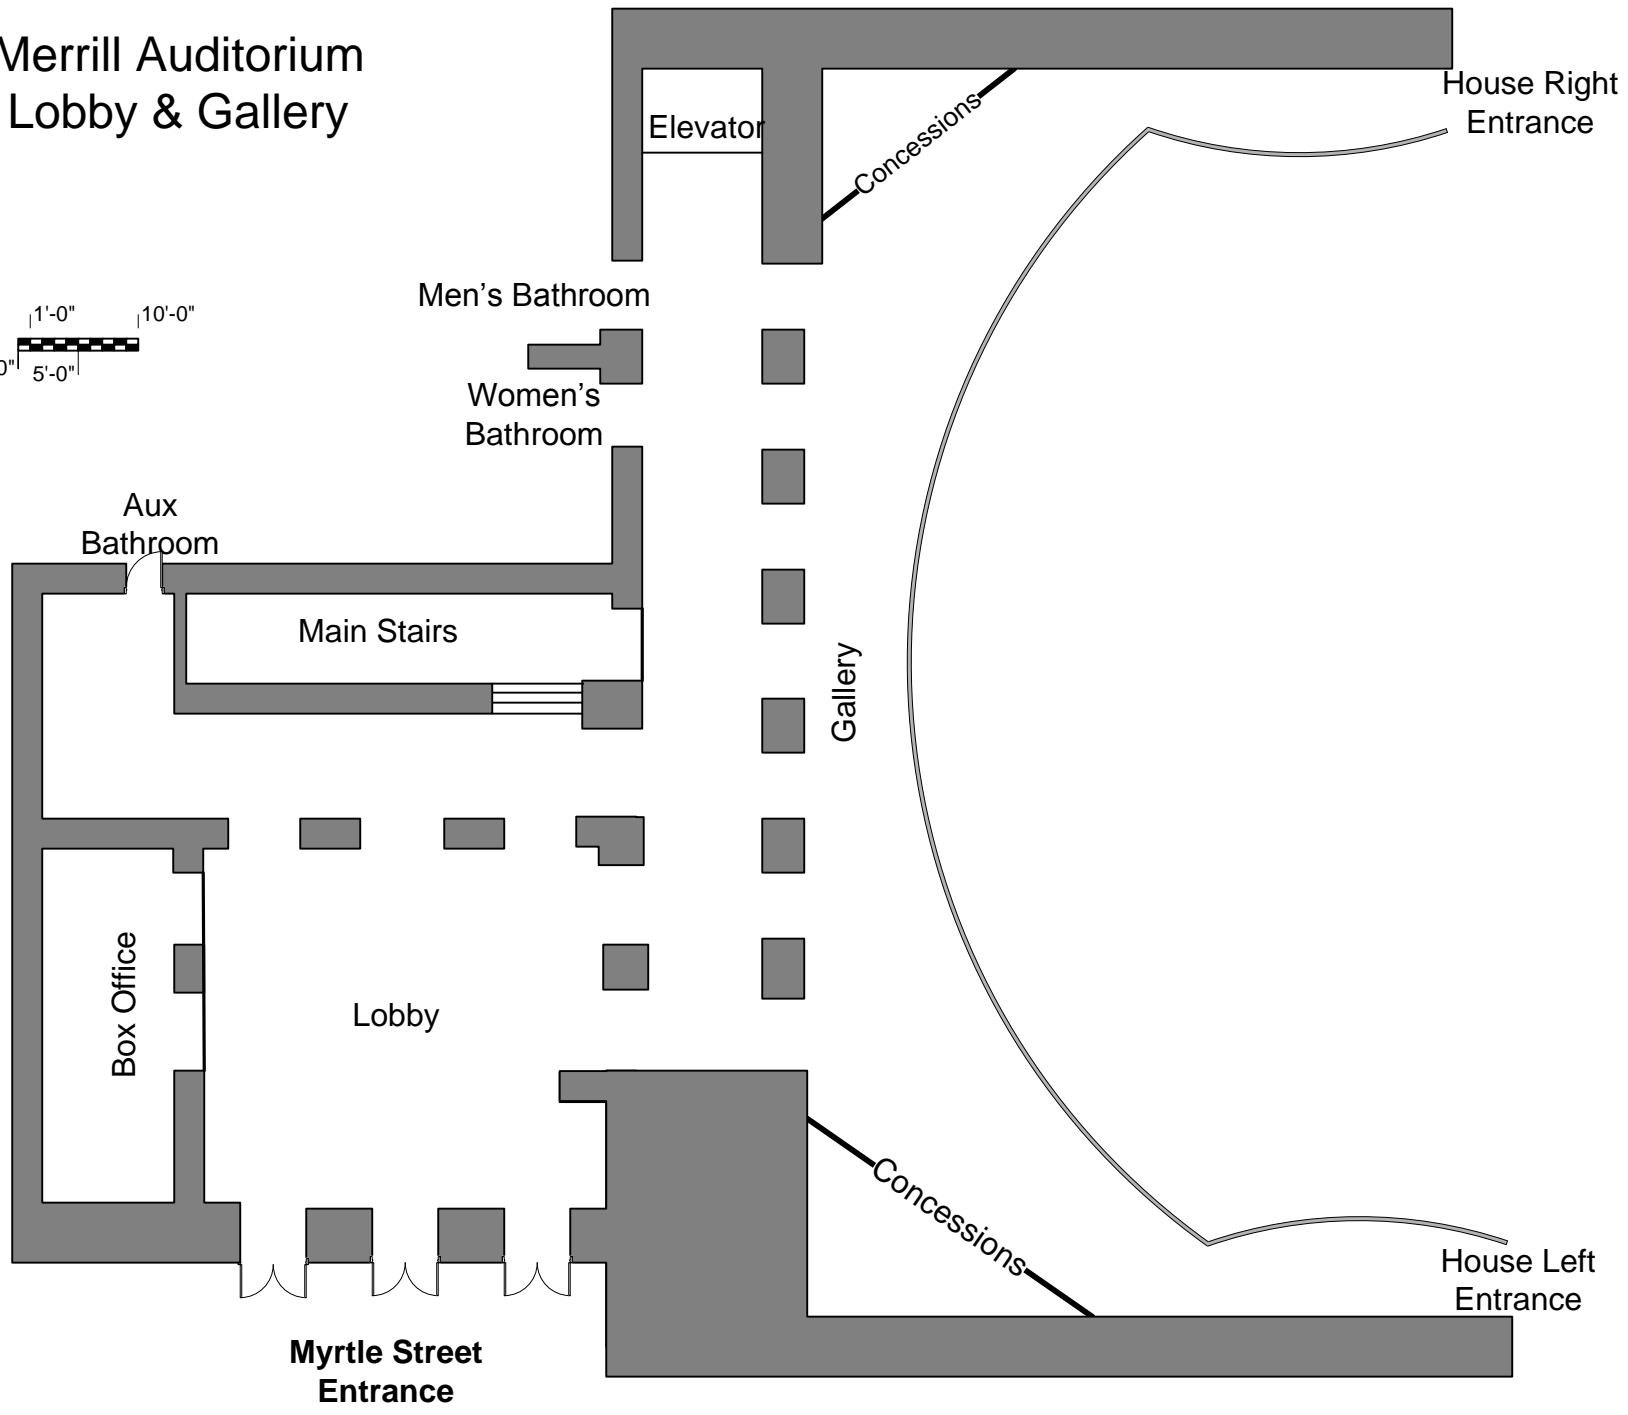 Merrill Auditorium
Lobby & Gallery
House Right
Entrance
Elevator
Concessions
Men's Bathroom
1'-0"
10'-0"
0"
5'-0"
Women's
Bathroom
Aux
Bathroom
Main Stairs
Gallery
Box Office
Lobby
Concessions
House Left
Entrance
Myrtle Street
Entrance